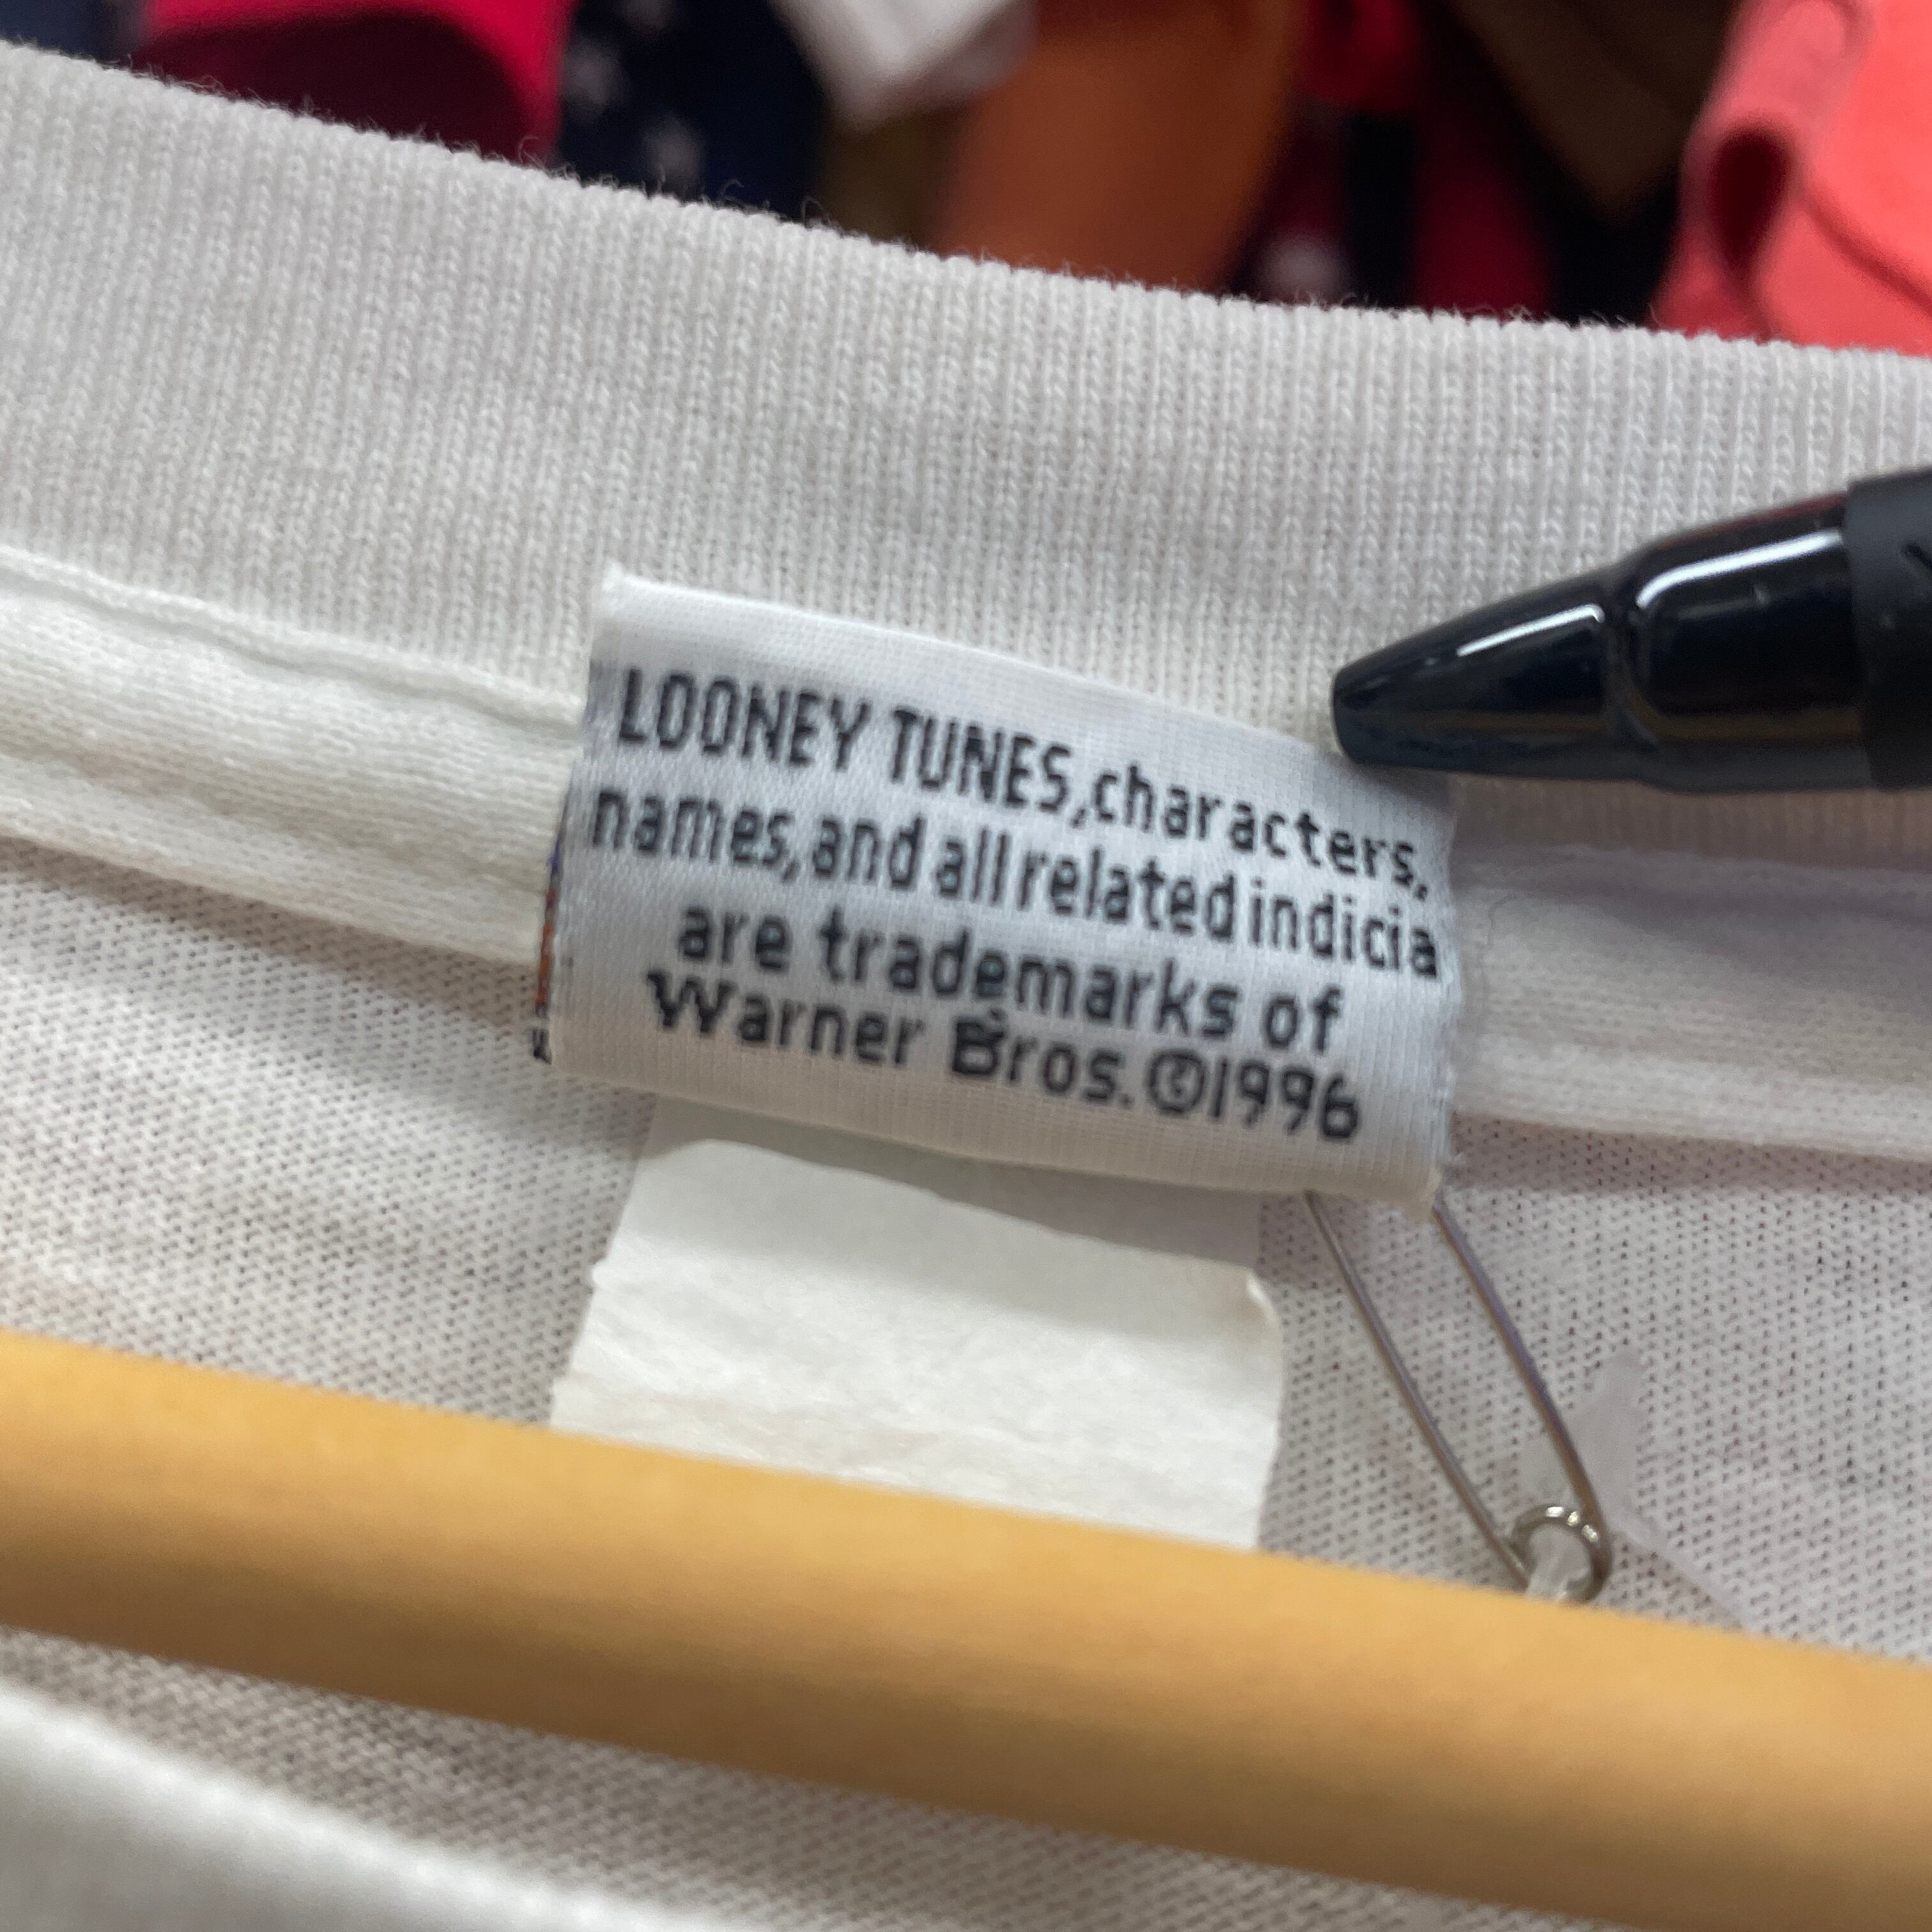 LOONEY TUNES,characters,
names,and all related indicia
are trademarks of
Warner Bros.©1996